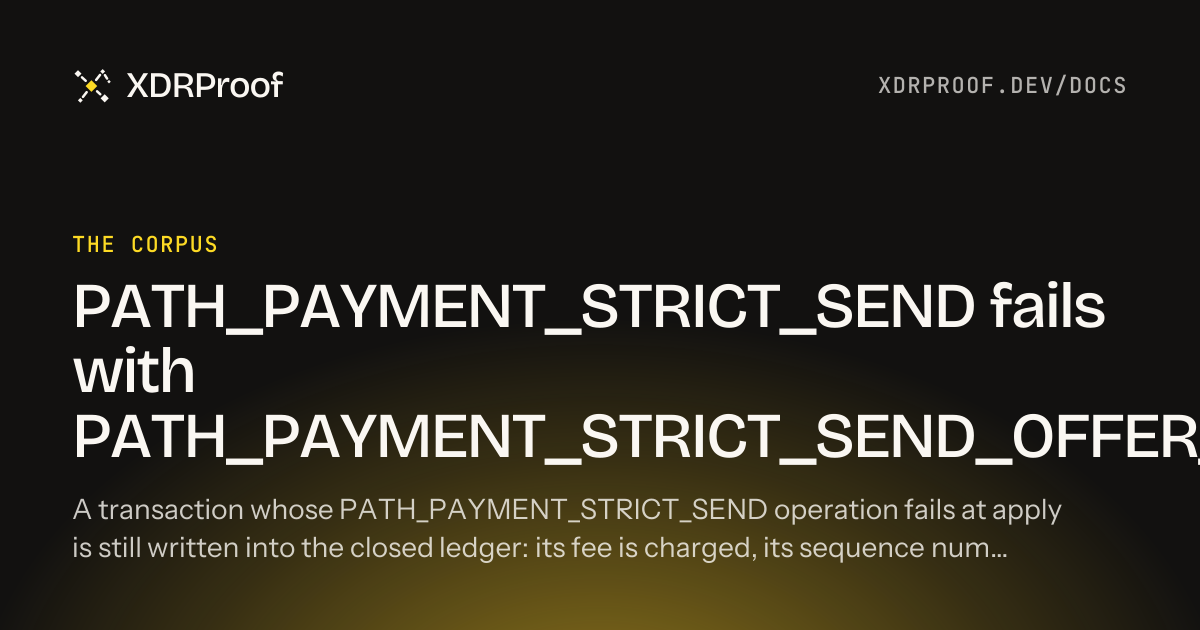 XDRProof
XDRPROOF.DEV/DOCS
THE CORPUS
PATH_PAYMENT_STRICT_SEND fails
with
PATH_PAYMENT_STRICT_SEND_OFFER_
A transaction whose PATH_PAYMENT_STRICT_SEND operation fails at apply
is still written into the closed ledger: its fee is charged, its sequence num...